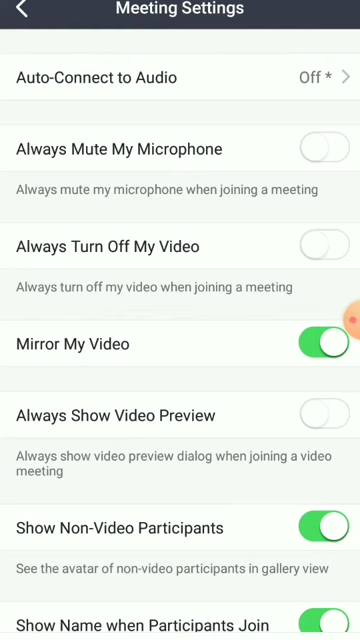 Meeting Settings
Auto-Connect to Audio Off *
Always Mute My Microphone
Always mute my microphone when joining a meeting
Always Turn Off My Video
Always turn off my video when joining a meeting
Mirror My Video
Always Show Video Preview
Always show video preview dialog when joining a video
meeting
Show Non-Video Participants
See the avatar of non-video participants in gallery view
Show Name when Participants Join